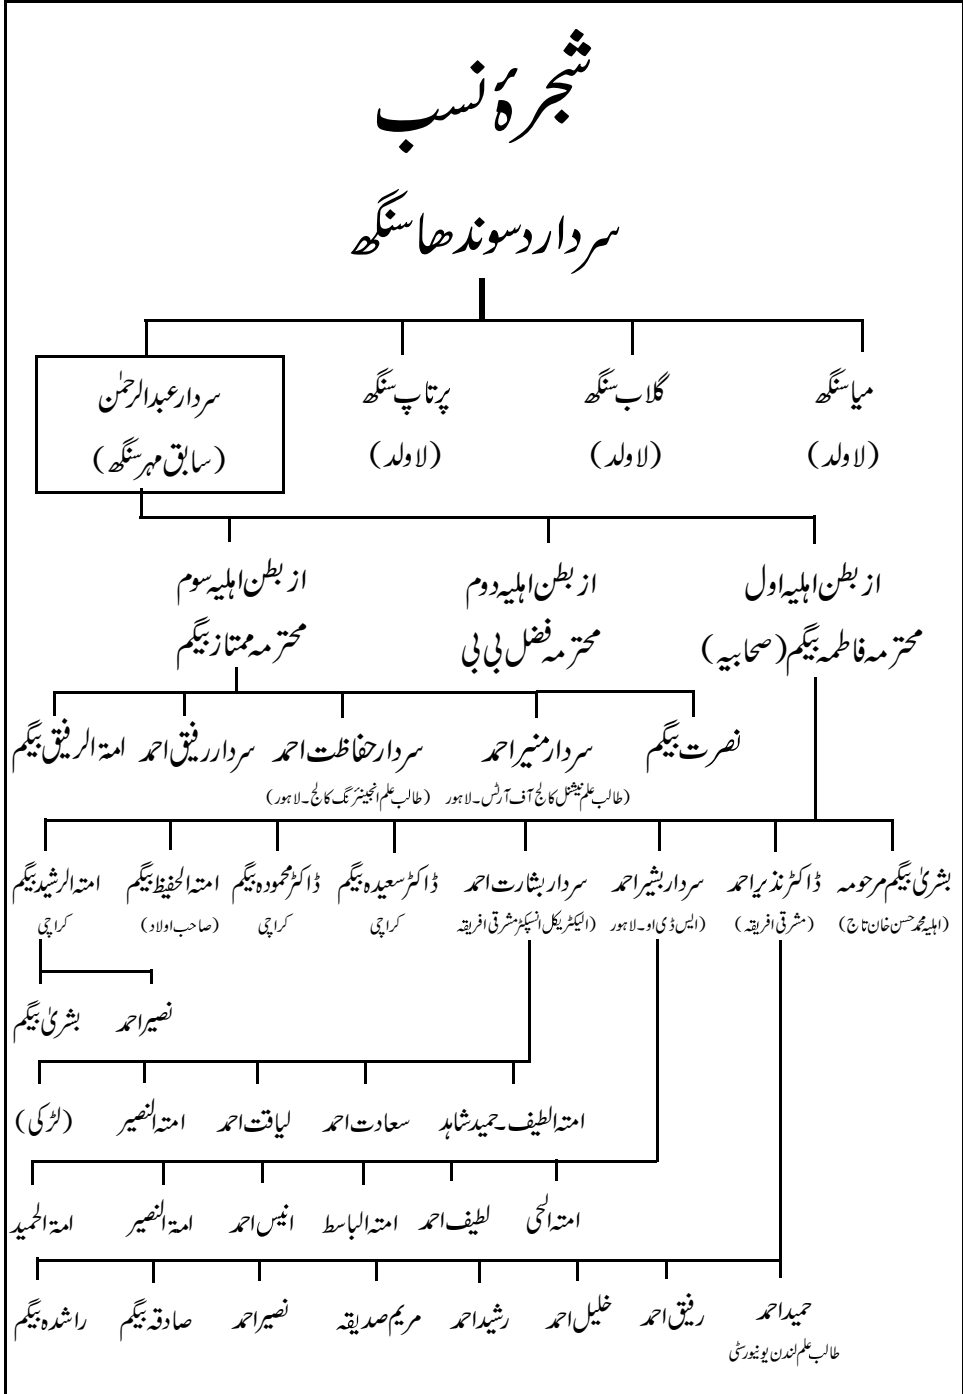 شجرۂ نسب
سردار دسوندھا سنگھ
میا سنگھ گلاب سنگھ پرتاپ سنگھ سردار عبدالرحمٰن
(لاولد) (لاولد) (لاولد) (سابق مہر سنگھ)
از بطن اہلیہ اول از بطن اہلیہ دوم از بطن اہلیہ سوم
محترمہ فاطمہ بیگم (صحابیہ) محترمہ فضل بی بی محترمہ ممتاز بیگم
نصرت بیگم سردار منیر احمد سردار حفاظت احمد سردار رفیق احمد امۃ الرفیق بیگم
(طالب علم نیشنل کالج آف آرٹس۔ لاہور) (طالب علم انجینئرنگ کالج۔ لاہور)
بشریٰ بیگم مرحومہ ڈاکٹر نذیر احمد سردار بشیر احمد سردار بشارت احمد ڈاکٹر سعیدہ بیگم ڈاکٹر محمودہ بیگم امتہ الحفیظ بیگم امتہ الرشید بیگم
(اہلیہ محمد حسن خان تاج) (مشرقی افریقہ) (ایس ڈی او۔ لاہور) (الیکٹریکل انسپکٹر مشرقی افریقہ کراچی کراچی (صاحب اولاد) کراچی
نصیر احمد بشریٰ بیگم
امتہ الطیف۔ حمید شاہد سعادت احمد لیاقت احمد امتہ النصیر (لڑکی)
امتہ الحی لطیف احمد امتہ الباسط انیس احمد امۃ النصیر امۃ الحمید
حمید احمد رفیق احمد خلیل احمد رشید احمد مریم صدیقہ نصیر احمد صادقہ بیگم راشدہ بیگم
طالب علم لندن یونیورسٹی